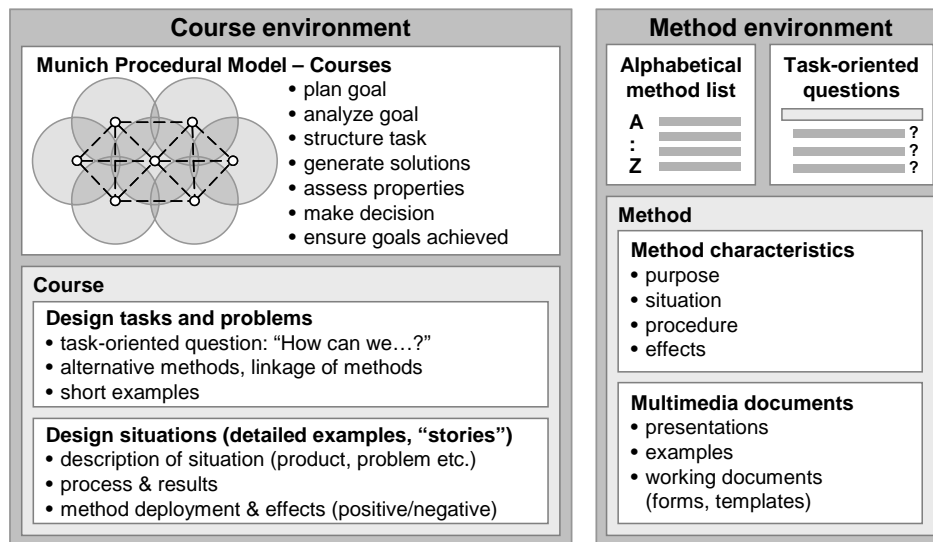 Course environment
Munich Procedural Model – Courses
• plan goal
• analyze goal
• structure task
• generate solutions
• assess properties
• make decision
• ensure goals achieved
Course
Design tasks and problems
• task-oriented question: “How can we…?”
• alternative methods, linkage of methods
• short examples
Design situations (detailed examples, “stories”)
• description of situation (product, problem etc.)
• process & results
• method deployment & effects (positive/negative)
Method environment
Alphabetical
method list
A
:
Z
Task-oriented
questions
?
?
?
Method
Method characteristics
• purpose
• situation
• procedure
• effects
Multimedia documents
• presentations
• examples
• working documents
(forms, templates)